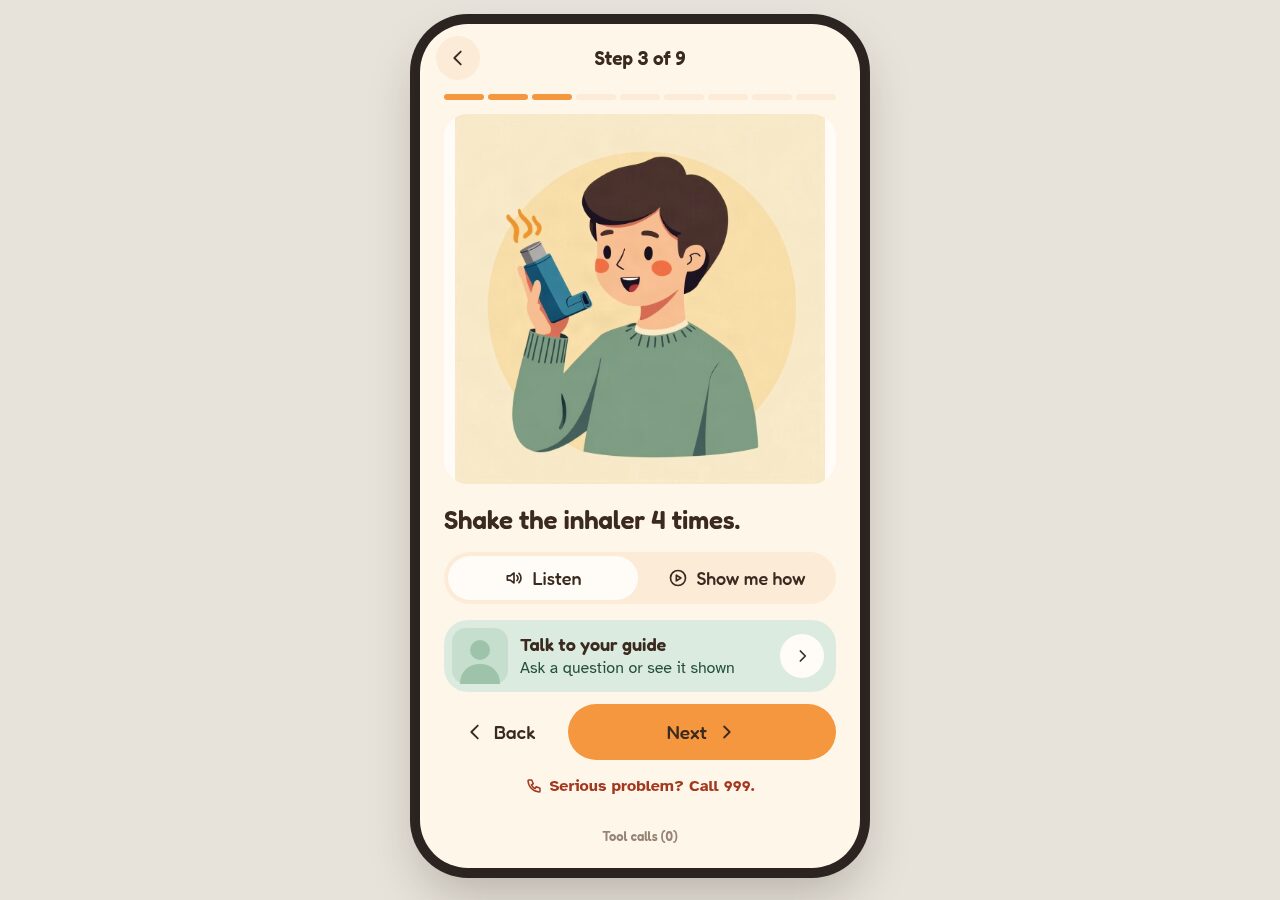 Step 3 of 9
Shake the inhaler 4 times.
Listen
Show me how
Talk to your guide
Ask a question or see it shown
Back
Next
Serious problem? Call 999.
Tool calls (0)